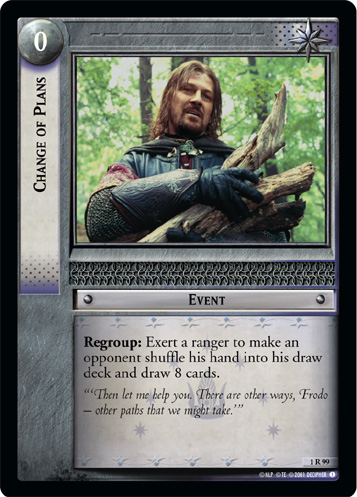 0
CHANGE OF PLANS
EVENT
Regroup: Exert a ranger to make an
opponent shuffle his hand into his draw
deck and draw 8 cards.
“‘Then let me help you. There are other ways, Frodo
– other paths that we might take.’”
1 R 99
©NLP ©TE ©2001 DECIPHER